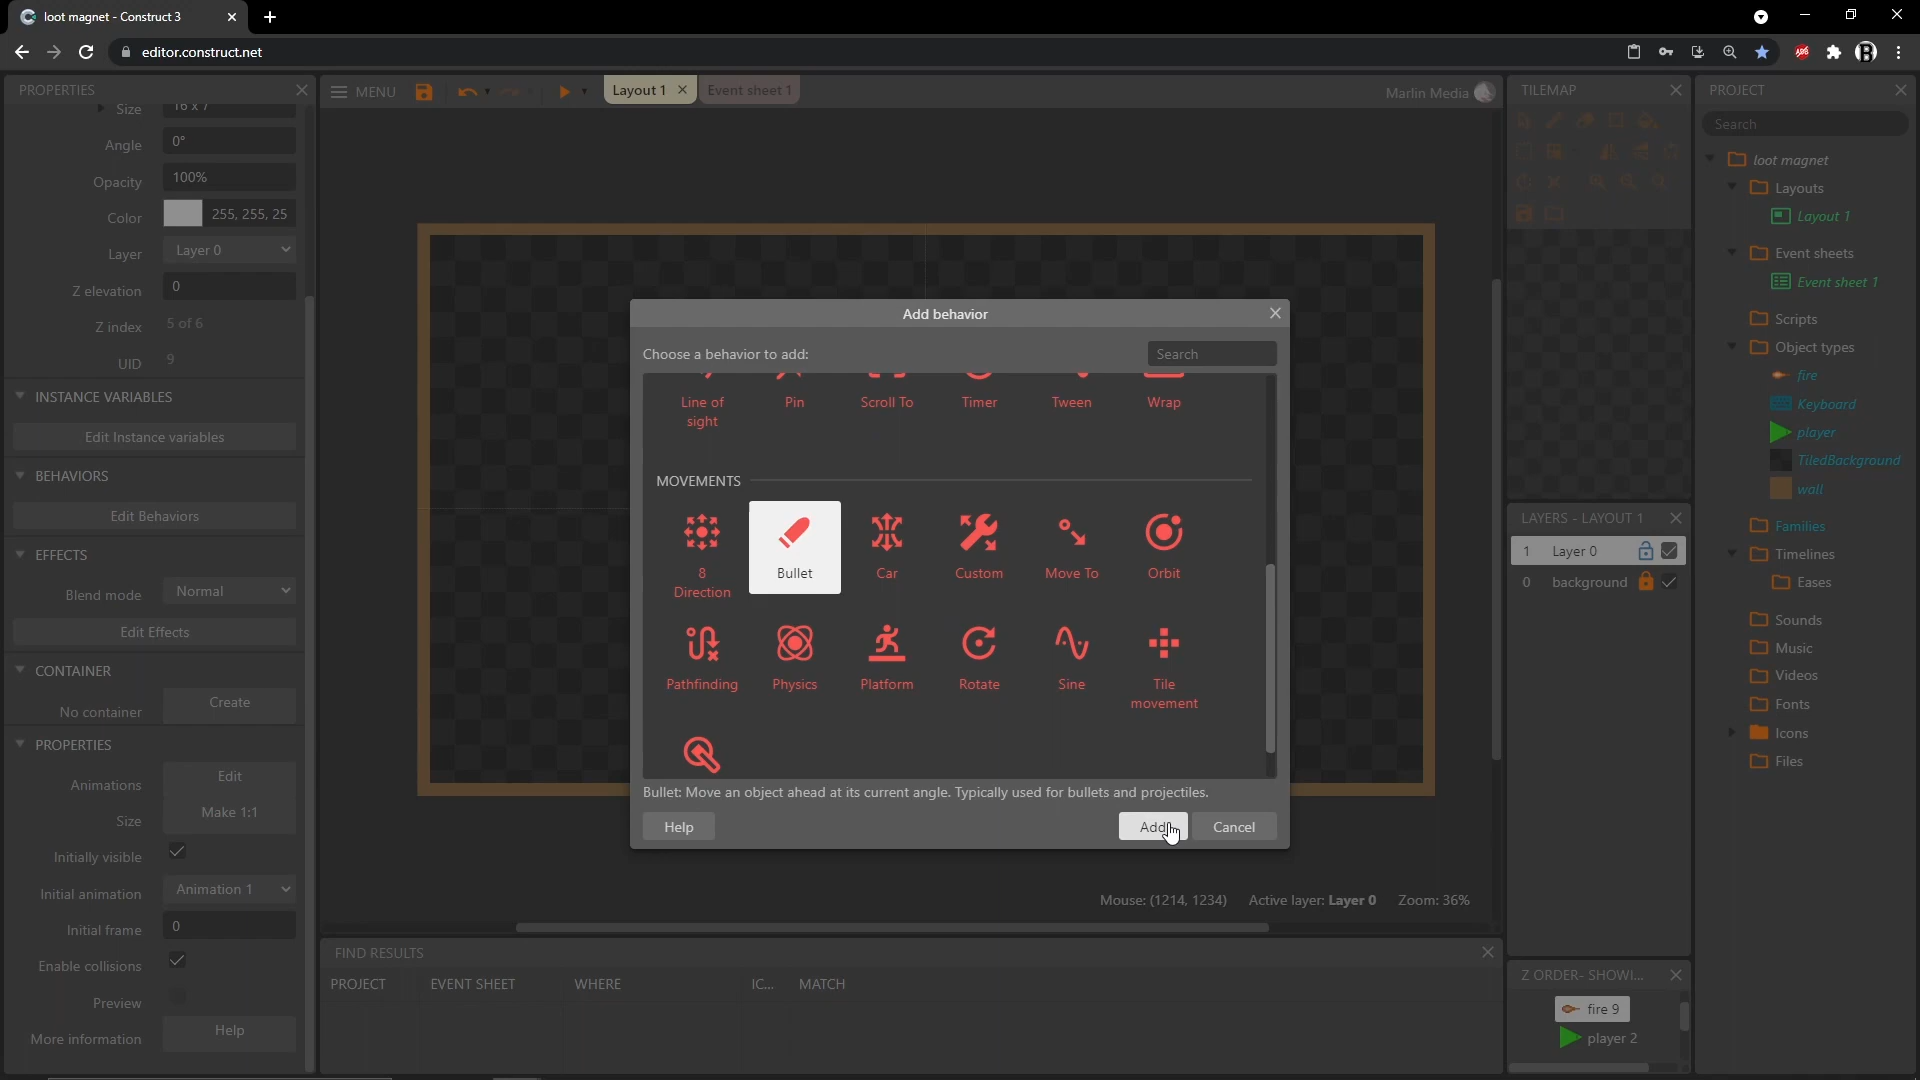 loot magnet - Construct 3
editor.construct.net
PROPERTIES
Size 16 x 7
Angle 0°
Opacity 100%
Color 255, 255, 25
Layer Layer 0
Z elevation 0
Z index 5 of 6
UID 9
INSTANCE VARIABLES
Edit Instance variables
BEHAVIORS
Edit Behaviors
EFFECTS
Blend mode Normal
Edit Effects
CONTAINER
No container Create
PROPERTIES
Animations Edit
Size Make 1:1
Initially visible
Initial animation Animation 1
Initial frame 0
Enable collisions
Preview
More information Help
MENU
Layout 1
Event sheet 1
Marlin Media
Add behavior
Choose a behavior to add:
Search
Line of sight
Pin
Scroll To
Timer
Tween
Wrap
MOVEMENTS
8 Direction
Bullet
Car
Custom
Move To
Orbit
Pathfinding
Physics
Platform
Rotate
Sine
Tile movement
Bullet: Move an object ahead at its current angle. Typically used for bullets and projectiles.
Help
Add
Cancel
Mouse: (1214, 1234) Active layer: Layer 0 Zoom: 36%
FIND RESULTS
PROJECT EVENT SHEET WHERE IC... MATCH
TILEMAP
LAYERS - LAYOUT 1
1 Layer 0
0 background
Z ORDER- SHOWI...
fire 9
player 2
PROJECT
Search
loot magnet
Layouts
Layout 1
Event sheets
Event sheet 1
Scripts
Object types
fire
Keyboard
player
TiledBackground
wall
Families
Timelines
Eases
Sounds
Music
Videos
Fonts
Icons
Files